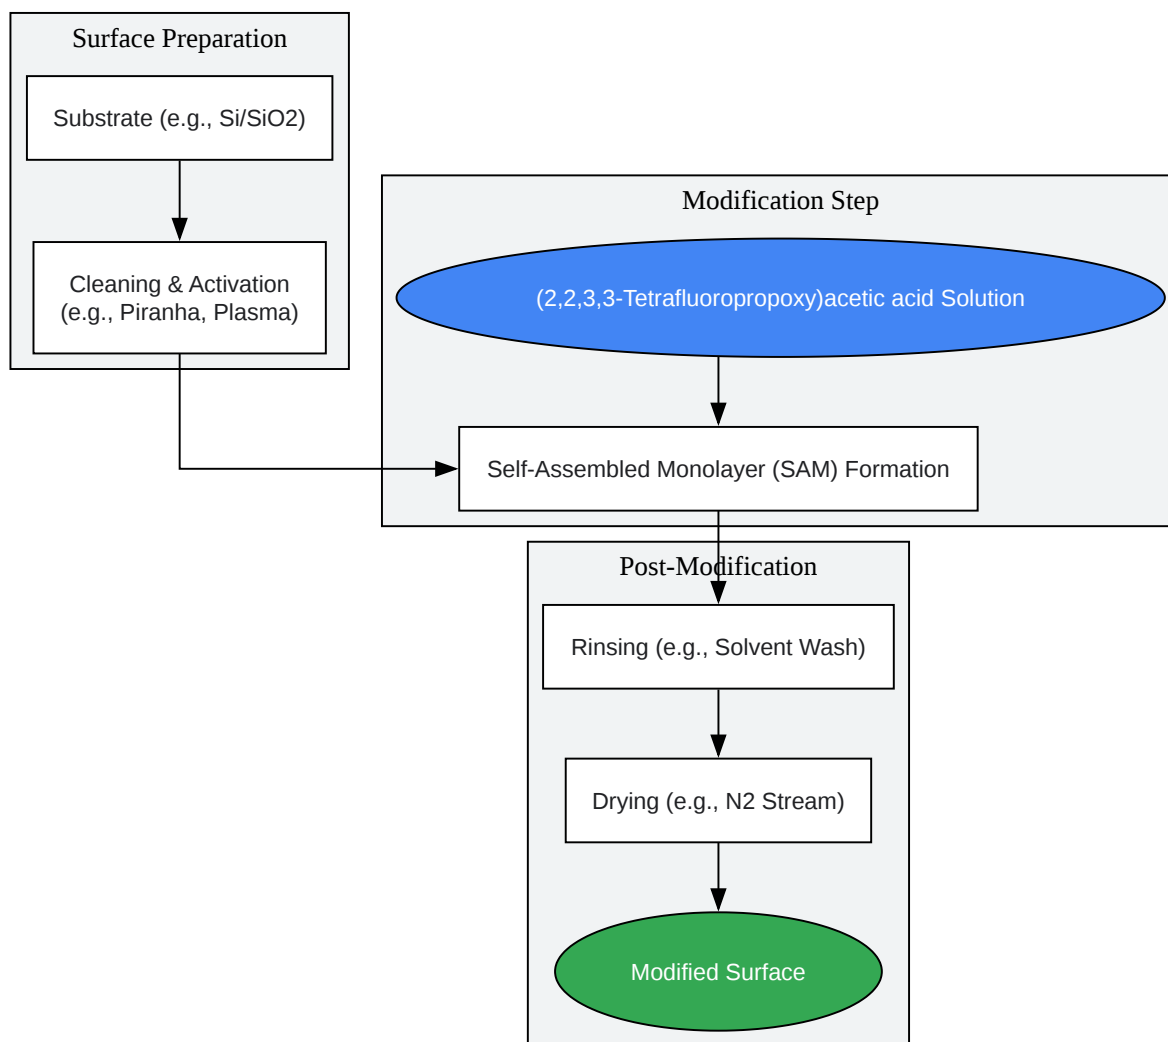 Surface Preparation
Substrate (e.g., Si/SiO2)
Cleaning & Activation
(e.g., Piranha, Plasma)
Modification Step
(2,2,3,3-Tetrafluoropropoxy)acetic acid Solution
Self-Assembled Monolayer (SAM) Formation
Post-Modification
Rinsing (e.g., Solvent Wash)
Drying (e.g., N2 Stream)
Modified Surface